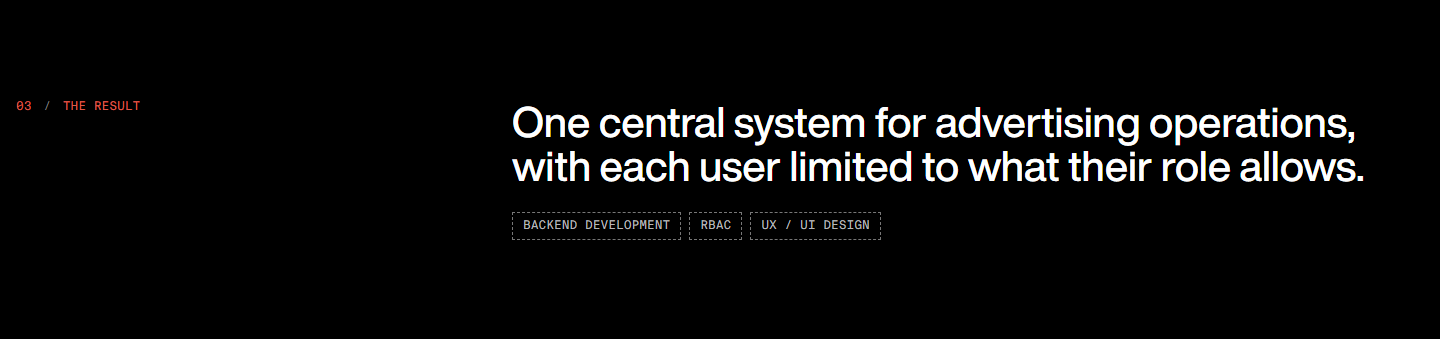 03 / THE RESULT
One central system for advertising operations,
with each user limited to what their role allows.
BACKEND DEVELOPMENT RBAC UX / UI DESIGN